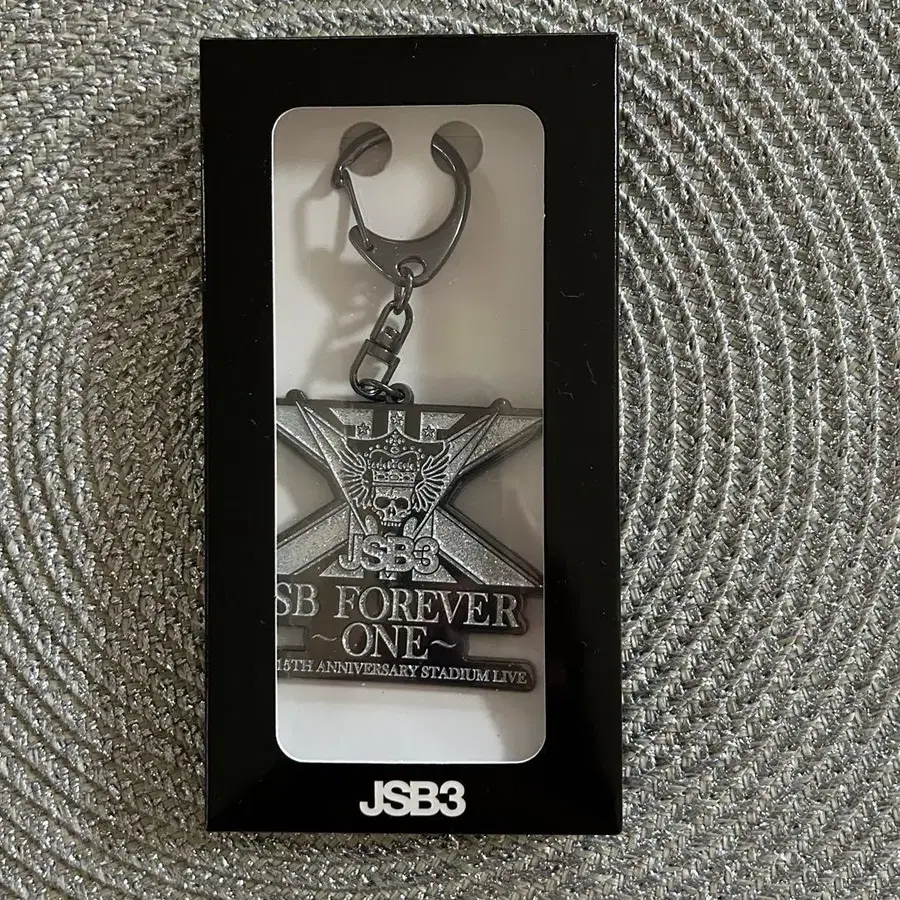 JSB3
SB FOREVER
~ONE~
15TH ANNIVERSARY STADIUM LIVE
JSB3